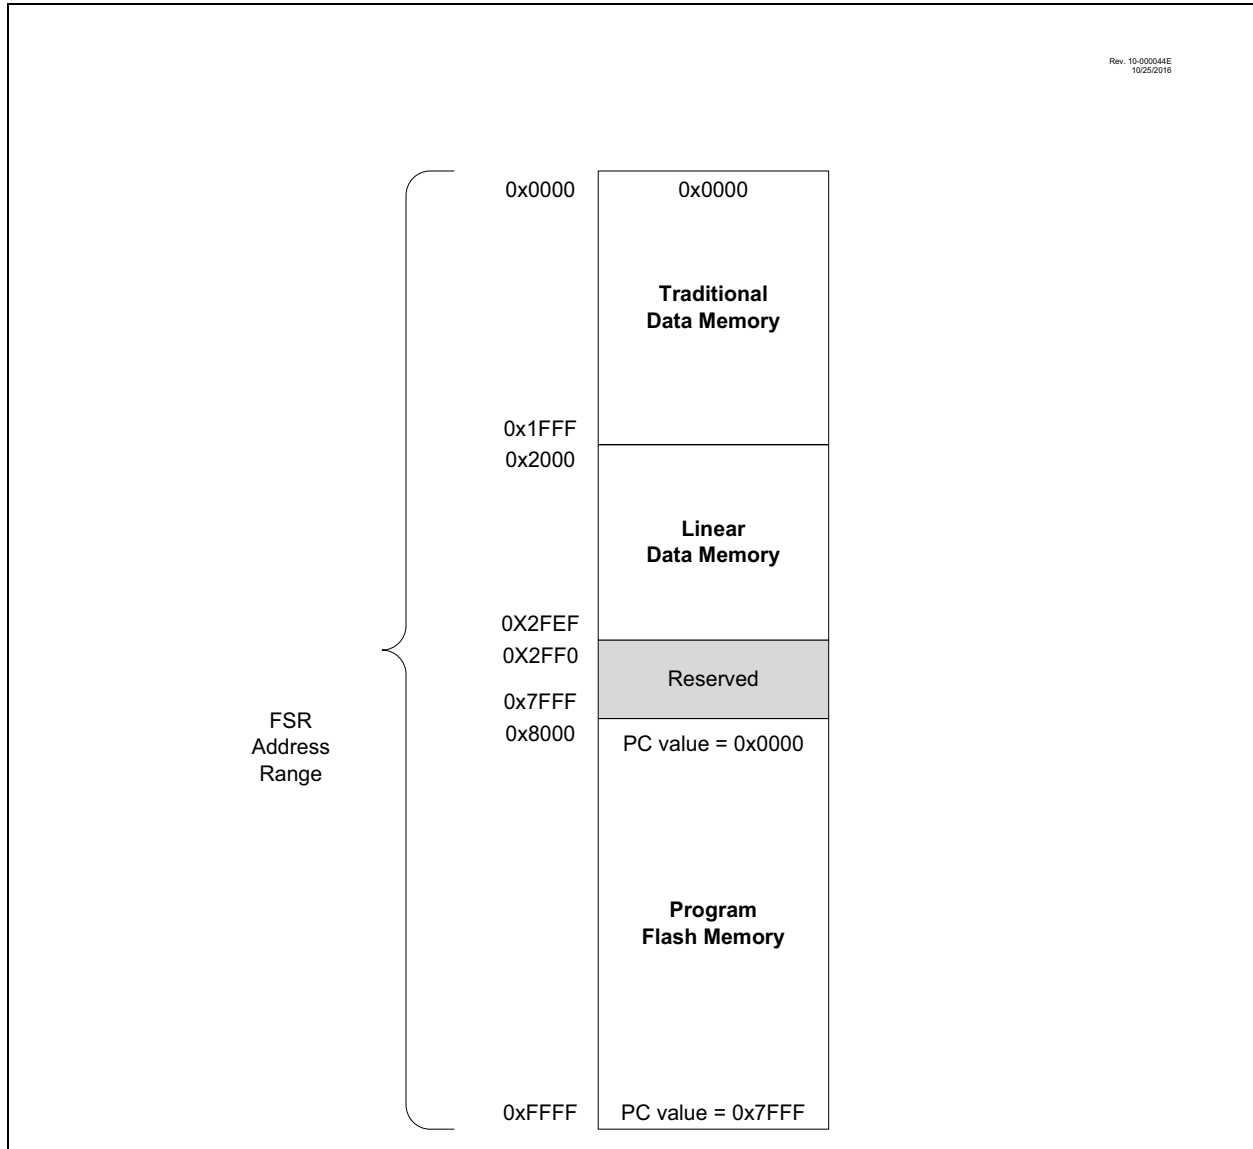 Rev. 10-000044E
10/25/2016
0x0000
0x0000
Traditional
Data Memory
0x1FFF
0x2000
Linear
Data Memory
0X2FEF
0X2FF0
Reserved
0x7FFF
0x8000
PC value = 0x0000
FSR
Address
Range
Program
Flash Memory
0xFFFF
PC value = 0x7FFF